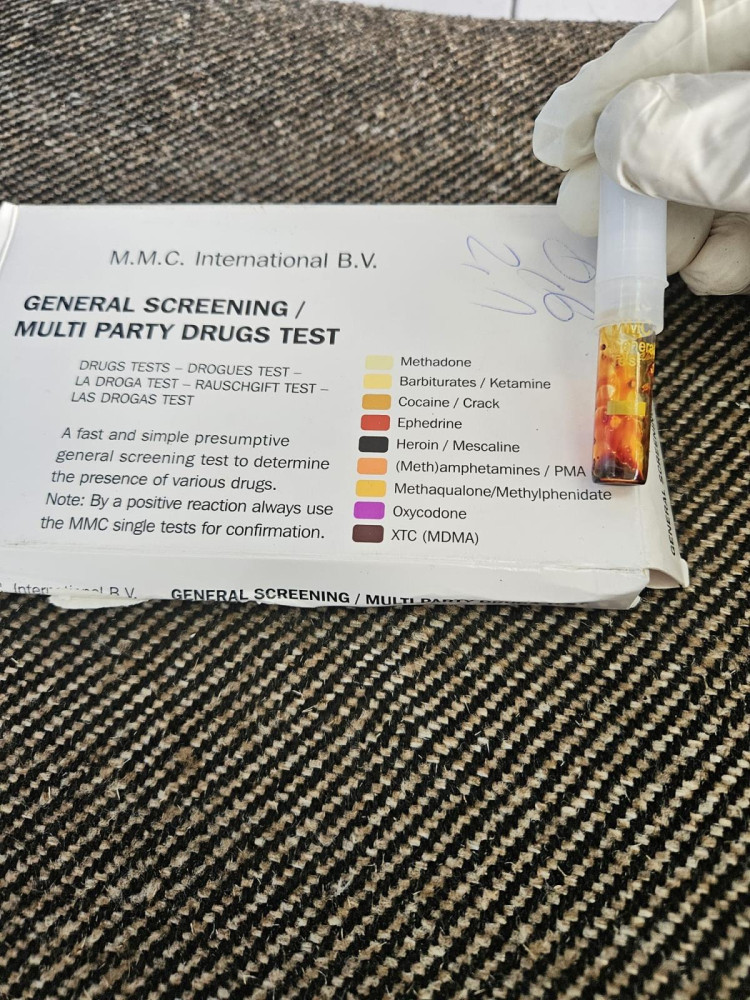 M.M.C. International B.V.
GENERAL SCREENING /
MULTI PARTY DRUGS TEST
DRUGS TESTS – DROGUES TEST –
LA DROGA TEST – RAUSCHGIFT TEST –
LAS DROGAS TEST
A fast and simple presumptive
general screening test to determine
the presence of various drugs.
Note: By a positive reaction always use
the MMC single tests for confirmation.
Methadone
Barbiturates / Ketamine
Cocaine / Crack
Ephedrine
Heroin / Mescaline
(Meth)amphetamines / PMA
Methaqualone/Methylphenidate
Oxycodone
XTC (MDMA)
GENERAL SCREENING / MULTI PARTY
GENERAL